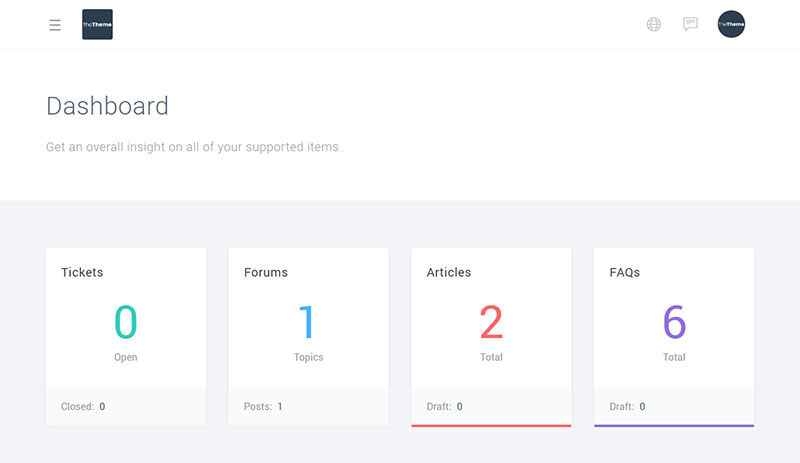 TheTheme
TheTheme
Dashboard
Get an overall insight on all of your supported items
Tickets
0
Open
Closed: 0
Forums
1
Topics
Posts: 1
Articles
2
Total
Draft: 0
FAQs
6
Total
Draft: 0